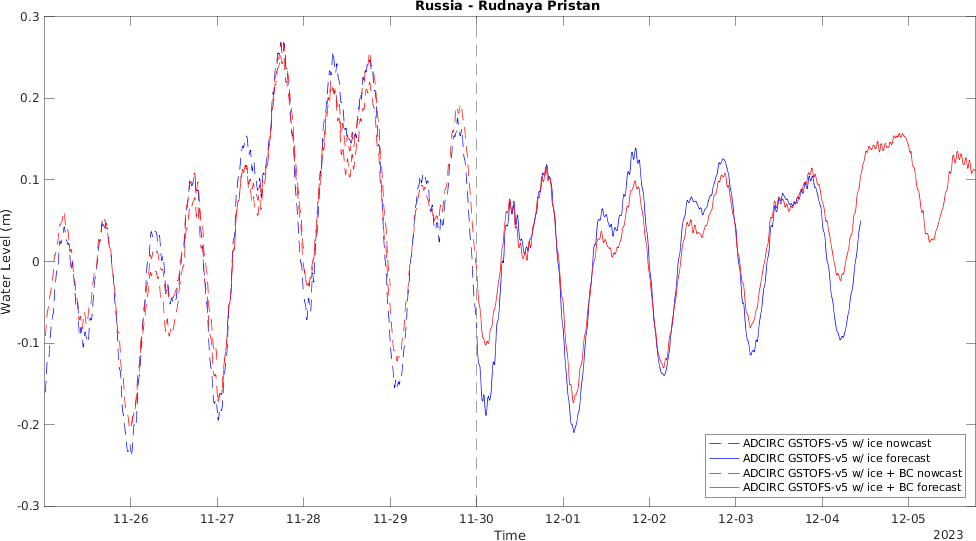 Russia - Rudnaya Pristan
Water Level (m)
0.3
0.2
0.1
0
-0.1
-0.2
-0.3
ADCIRC GSTOFS-v5 w/ ice nowcast
ADCIRC GSTOFS-v5 w/ ice forecast
ADCIRC GSTOFS-v5 w/ ice + BC nowcast
ADCIRC GSTOFS-v5 w/ ice + BC forecast
11-26 11-27 11-28 11-29 11-30 12-01 12-02 12-03 12-04 12-05
Time
2023